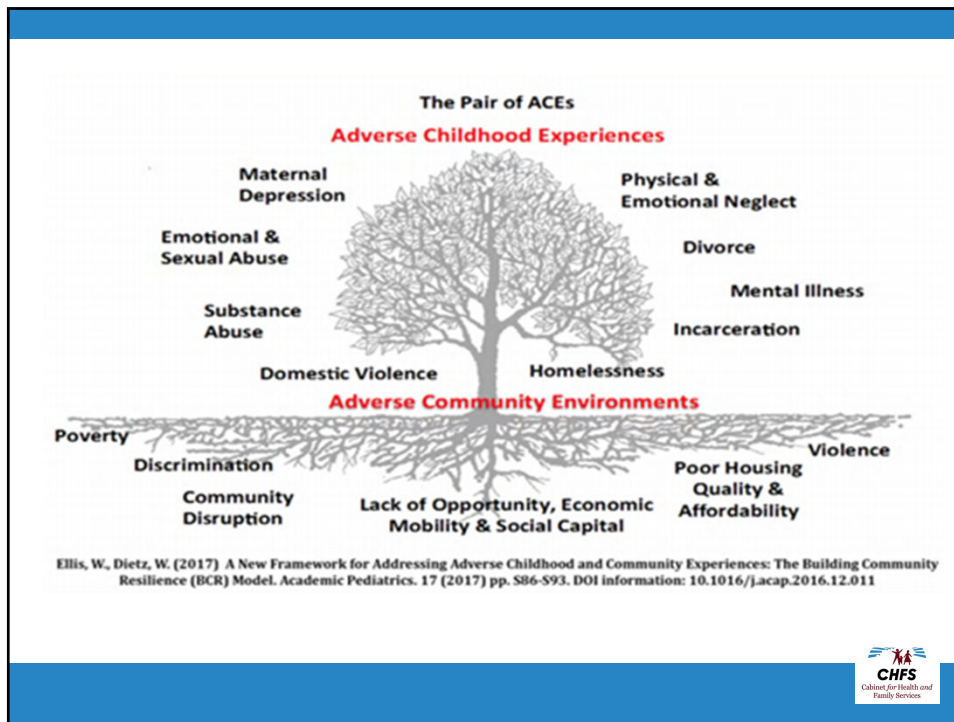 The Pair of ACEs
Adverse Childhood Experiences
Maternal
Depression
Physical &
Emotional Neglect
Emotional &
Sexual Abuse
Divorce
Mental Illness
Substance
Abuse
Incarceration
Domestic Violence
Homelessness
Adverse Community Environments
Poverty
Violence
Discrimination
Poor Housing
Quality &
Affordability
Community
Disruption
Lack of Opportunity, Economic
Mobility & Social Capital
Ellis, W., Dietz, W. (2017) A New Framework for Addressing Adverse Childhood and Community Experiences: The Building Community
Resilience (BCR) Model. Academic Pediatrics. 17 (2017) pp. S86-S93. DOI information: 10.1016/j.acap.2016.12.011
CHFS
Cabinet for Health and
Family Services